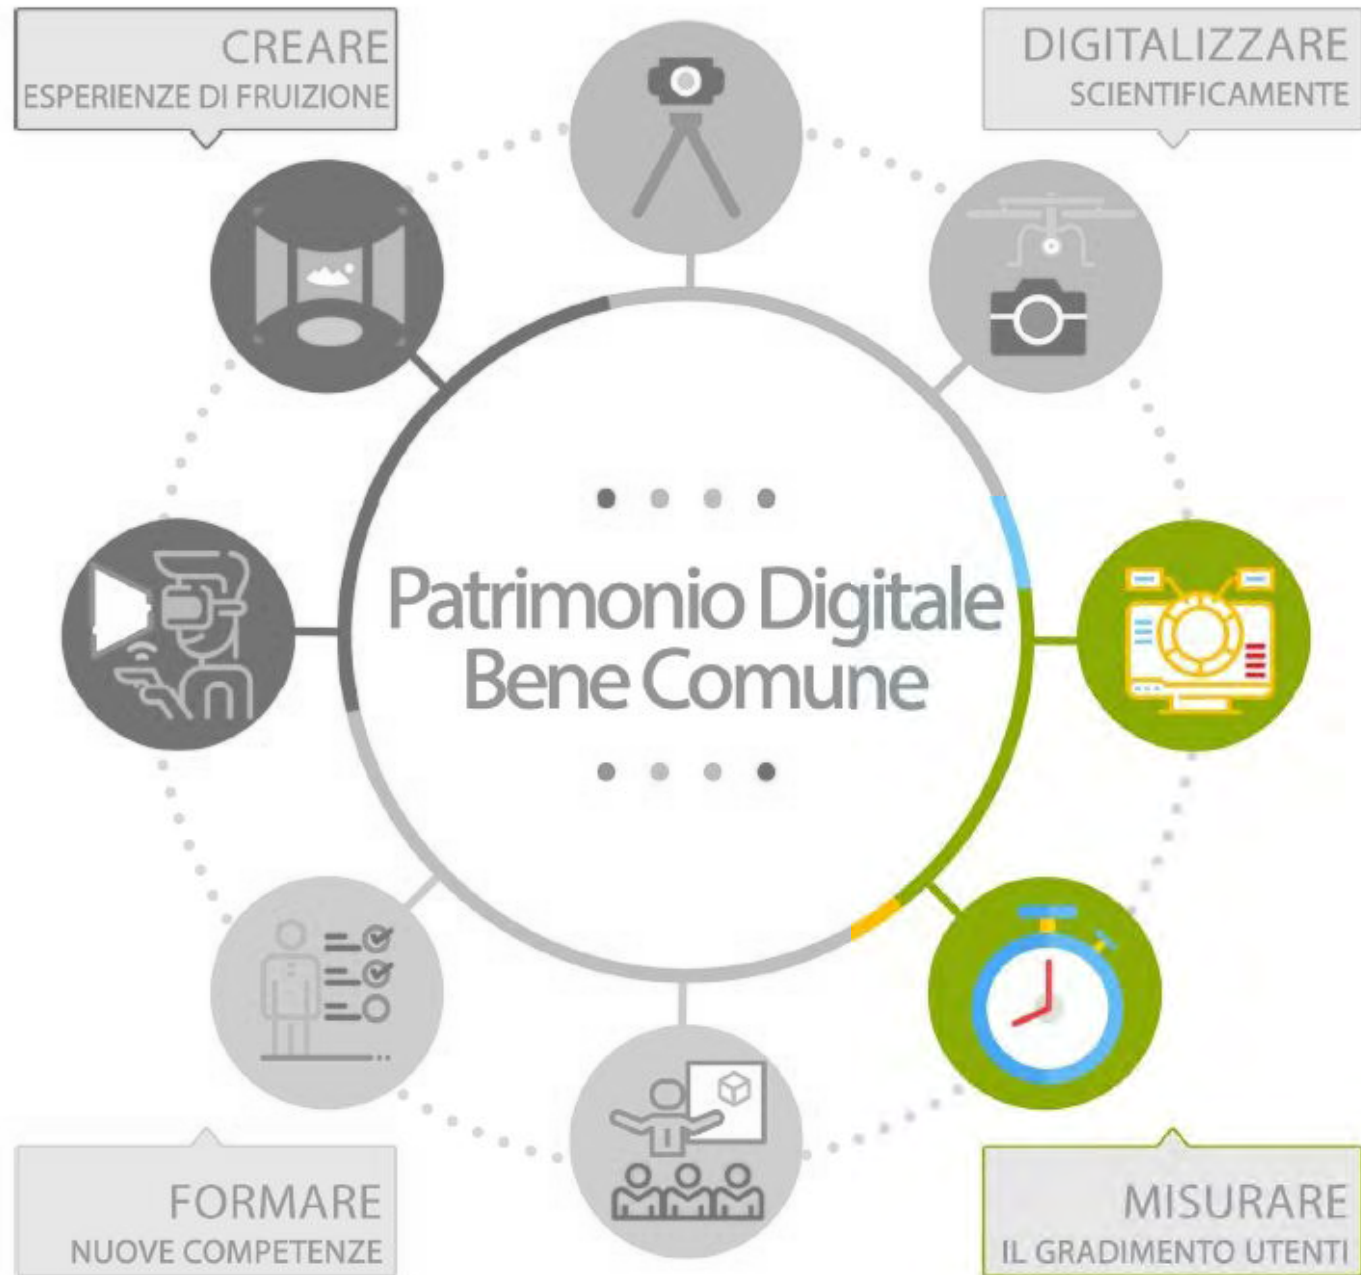 CREARE
ESPERIENZE DI FRUIZIONE
DIGITALIZZARE
SCIENTIFICAMENTE
Patrimonio Digitale
Bene Comune
FORMARE
NUOVE COMPETENZE
MISURARE
IL GRADIMENTO UTENTI